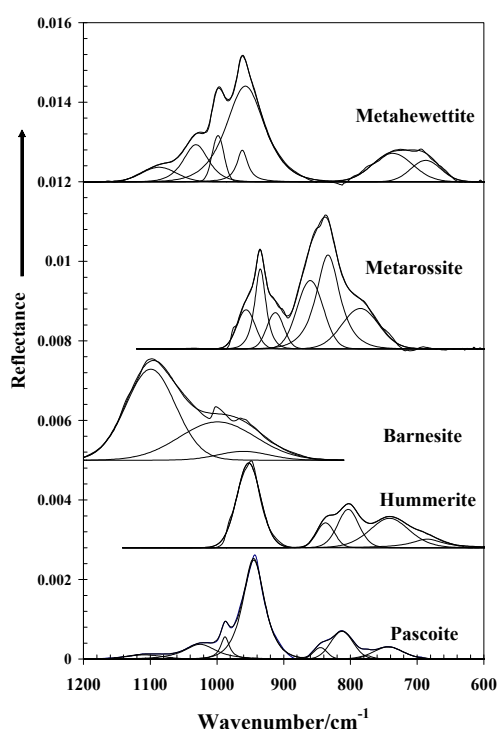 0.016
0.014
Metahewettite
0.012
Metarossite
0.01
Reflectance
0.008
Barnesite
0.006
Hummerite
0.004
0.002
Pascoite
0
1200 1100 1000 900 800 700 600
Wavenumber/cm⁻¹